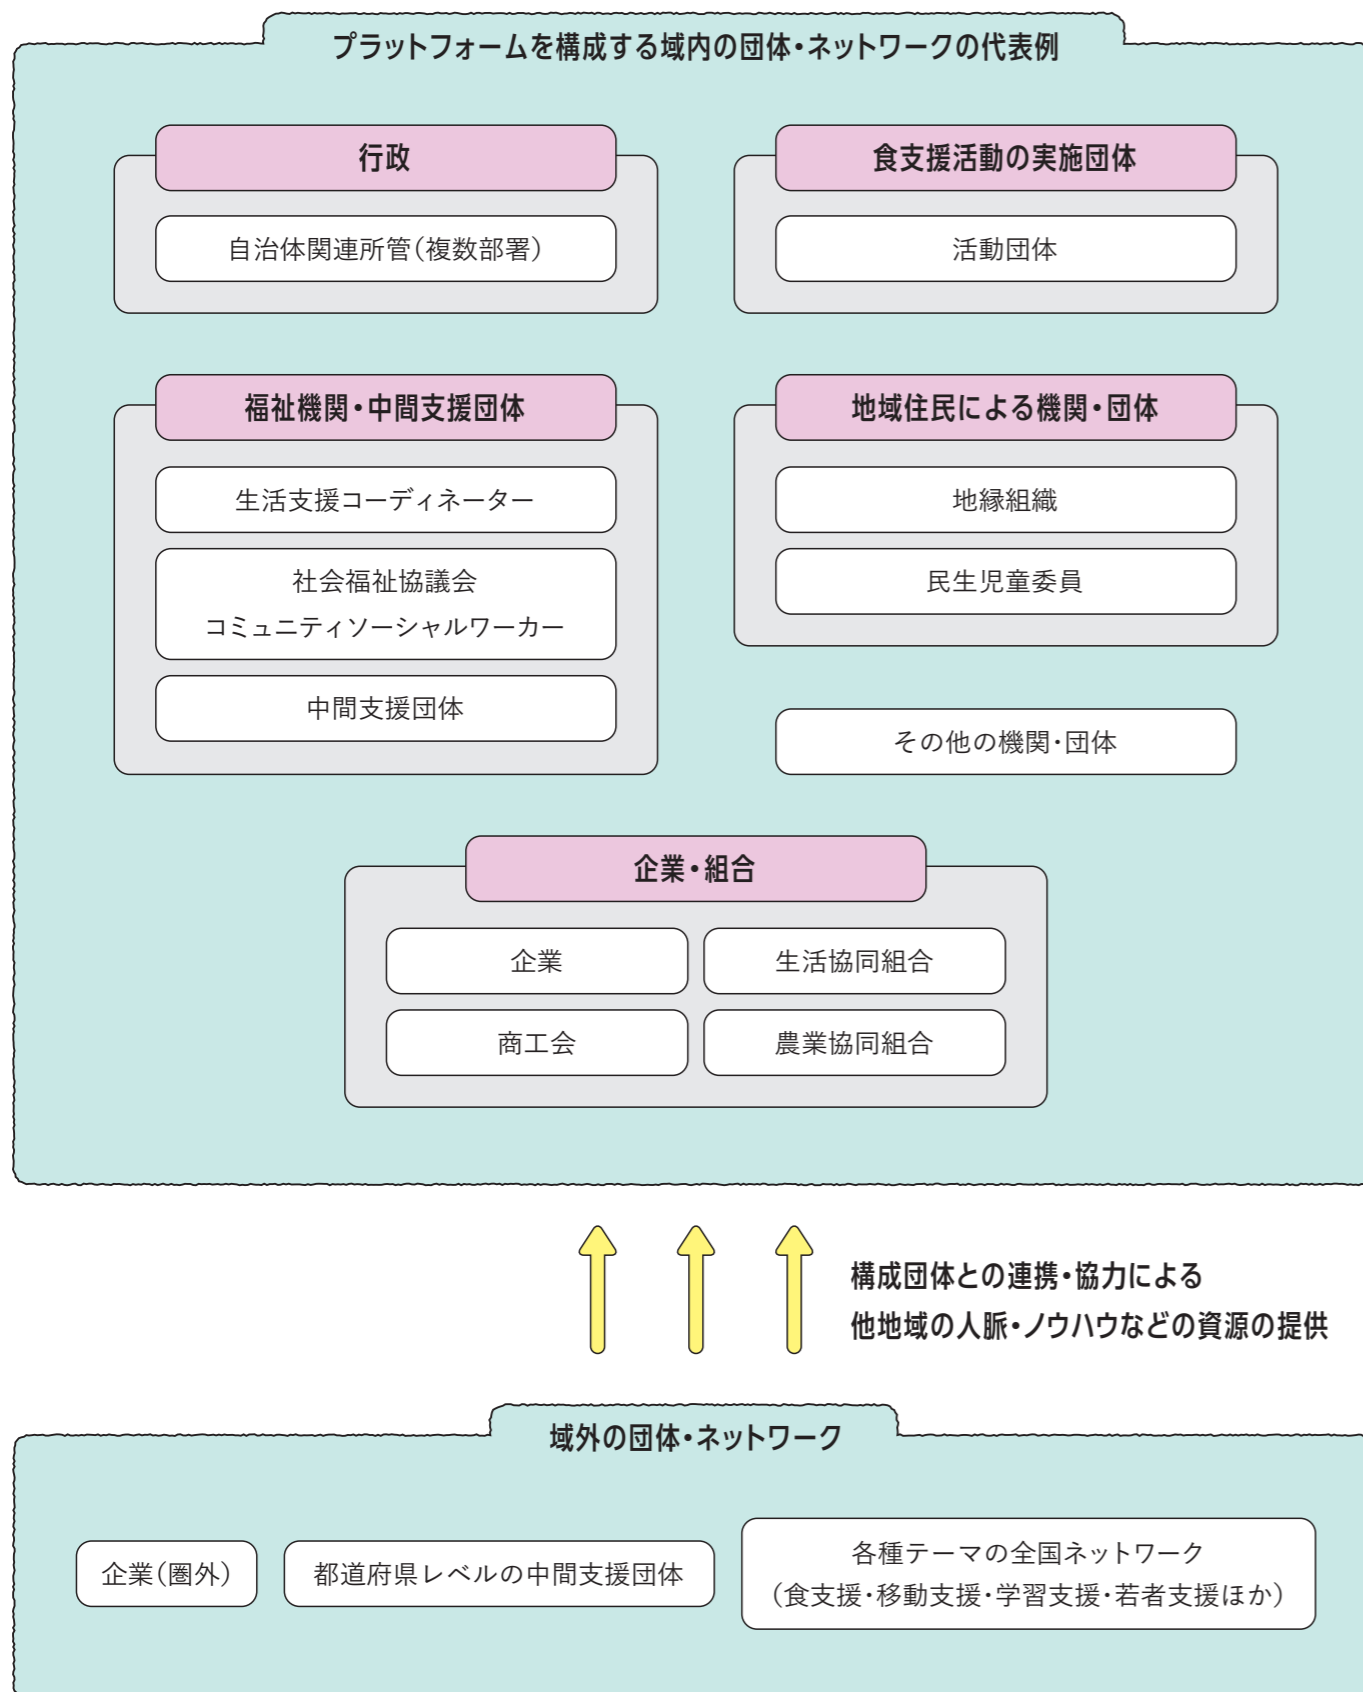 プラットフォームを構成する域内の団体・ネットワークの代表例
行政
自治体関連所管(複数部署)
食支援活動の実施団体
活動団体
福祉機関・中間支援団体
生活支援コーディネーター
社会福祉協議会
コミュニティソーシャルワーカー
中間支援団体
地域住民による機関・団体
地縁組織
民生児童委員
その他の機関・団体
企業・組合
企業
生活協同組合
商工会
農業協同組合
構成団体との連携・協力による
他地域の人脈・ノウハウなどの資源の提供
域外の団体・ネットワーク
企業(圏外)
都道府県レベルの中間支援団体
各種テーマの全国ネットワーク
(食支援・移動支援・学習支援・若者支援ほか)